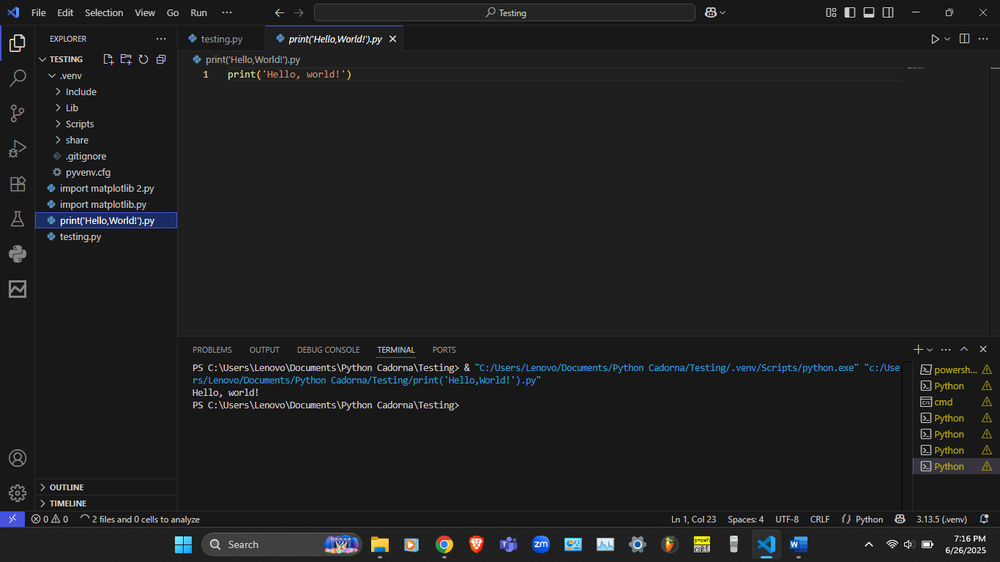 File Edit Selection View Go Run ···
Testing
EXPLORER ···
TESTING
.venv
Include
Lib
Scripts
share
.gitignore
pyvenv.cfg
import matplotlib 2.py
import matplotlib.py
print('Hello,World!').py
testing.py
OUTLINE
TIMELINE
testing.py print('Hello,World!').py
print('Hello,World!').py
1 print('Hello, world!')
PROBLEMS OUTPUT DEBUG CONSOLE TERMINAL PORTS
PS C:\Users\Lenovo\Documents\Python Cadorna\Testing> & "C:/Users/Lenovo/Documents/Python Cadorna/Testing/.venv/Scripts/python.exe" "c:/Use
rs/Lenovo/Documents/Python Cadorna/Testing/print('Hello,World!').py"
Hello, world!
PS C:\Users\Lenovo\Documents\Python Cadorna\Testing>
powersh...
Python
cmd
Python
Python
Python
Python
0 0 2 files and 0 cells to analyze
Ln 1, Col 23 Spaces: 4 UTF-8 CRLF Python 3.13.5 (.venv)
Search
zm
7:16 PM
6/26/2025